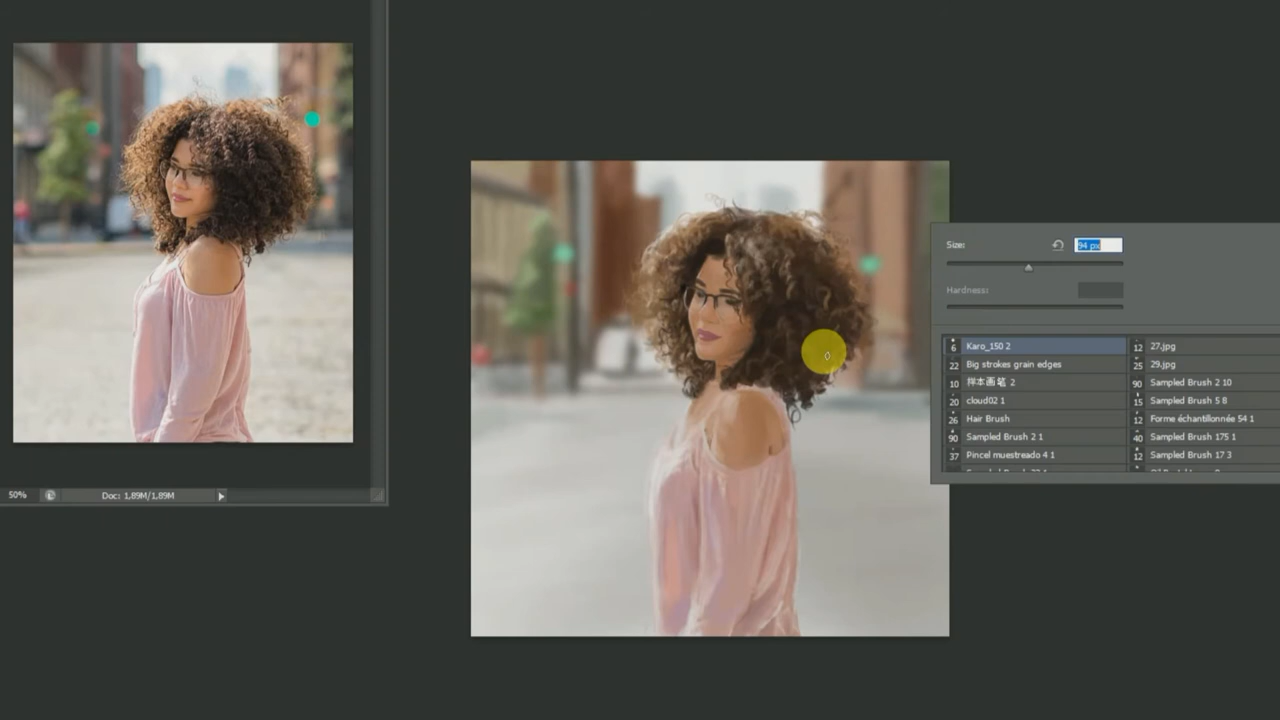 Size:
94 px
Hardness:
6 Karo_150 2
12 27.jpg
22 Big strokes grain edges
25 29.jpg
10 样本画笔 2
90 Sampled Brush 2 10
20 cloud02 1
15 Sampled Brush 5 8
26 Hair Brush
12 Forme échantillonnée 54 1
90 Sampled Brush 2 1
40 Sampled Brush 175 1
37 Pincel muestreado 4 1
12 Sampled Brush 17 3
50%
Doc: 1,89M/1,89M